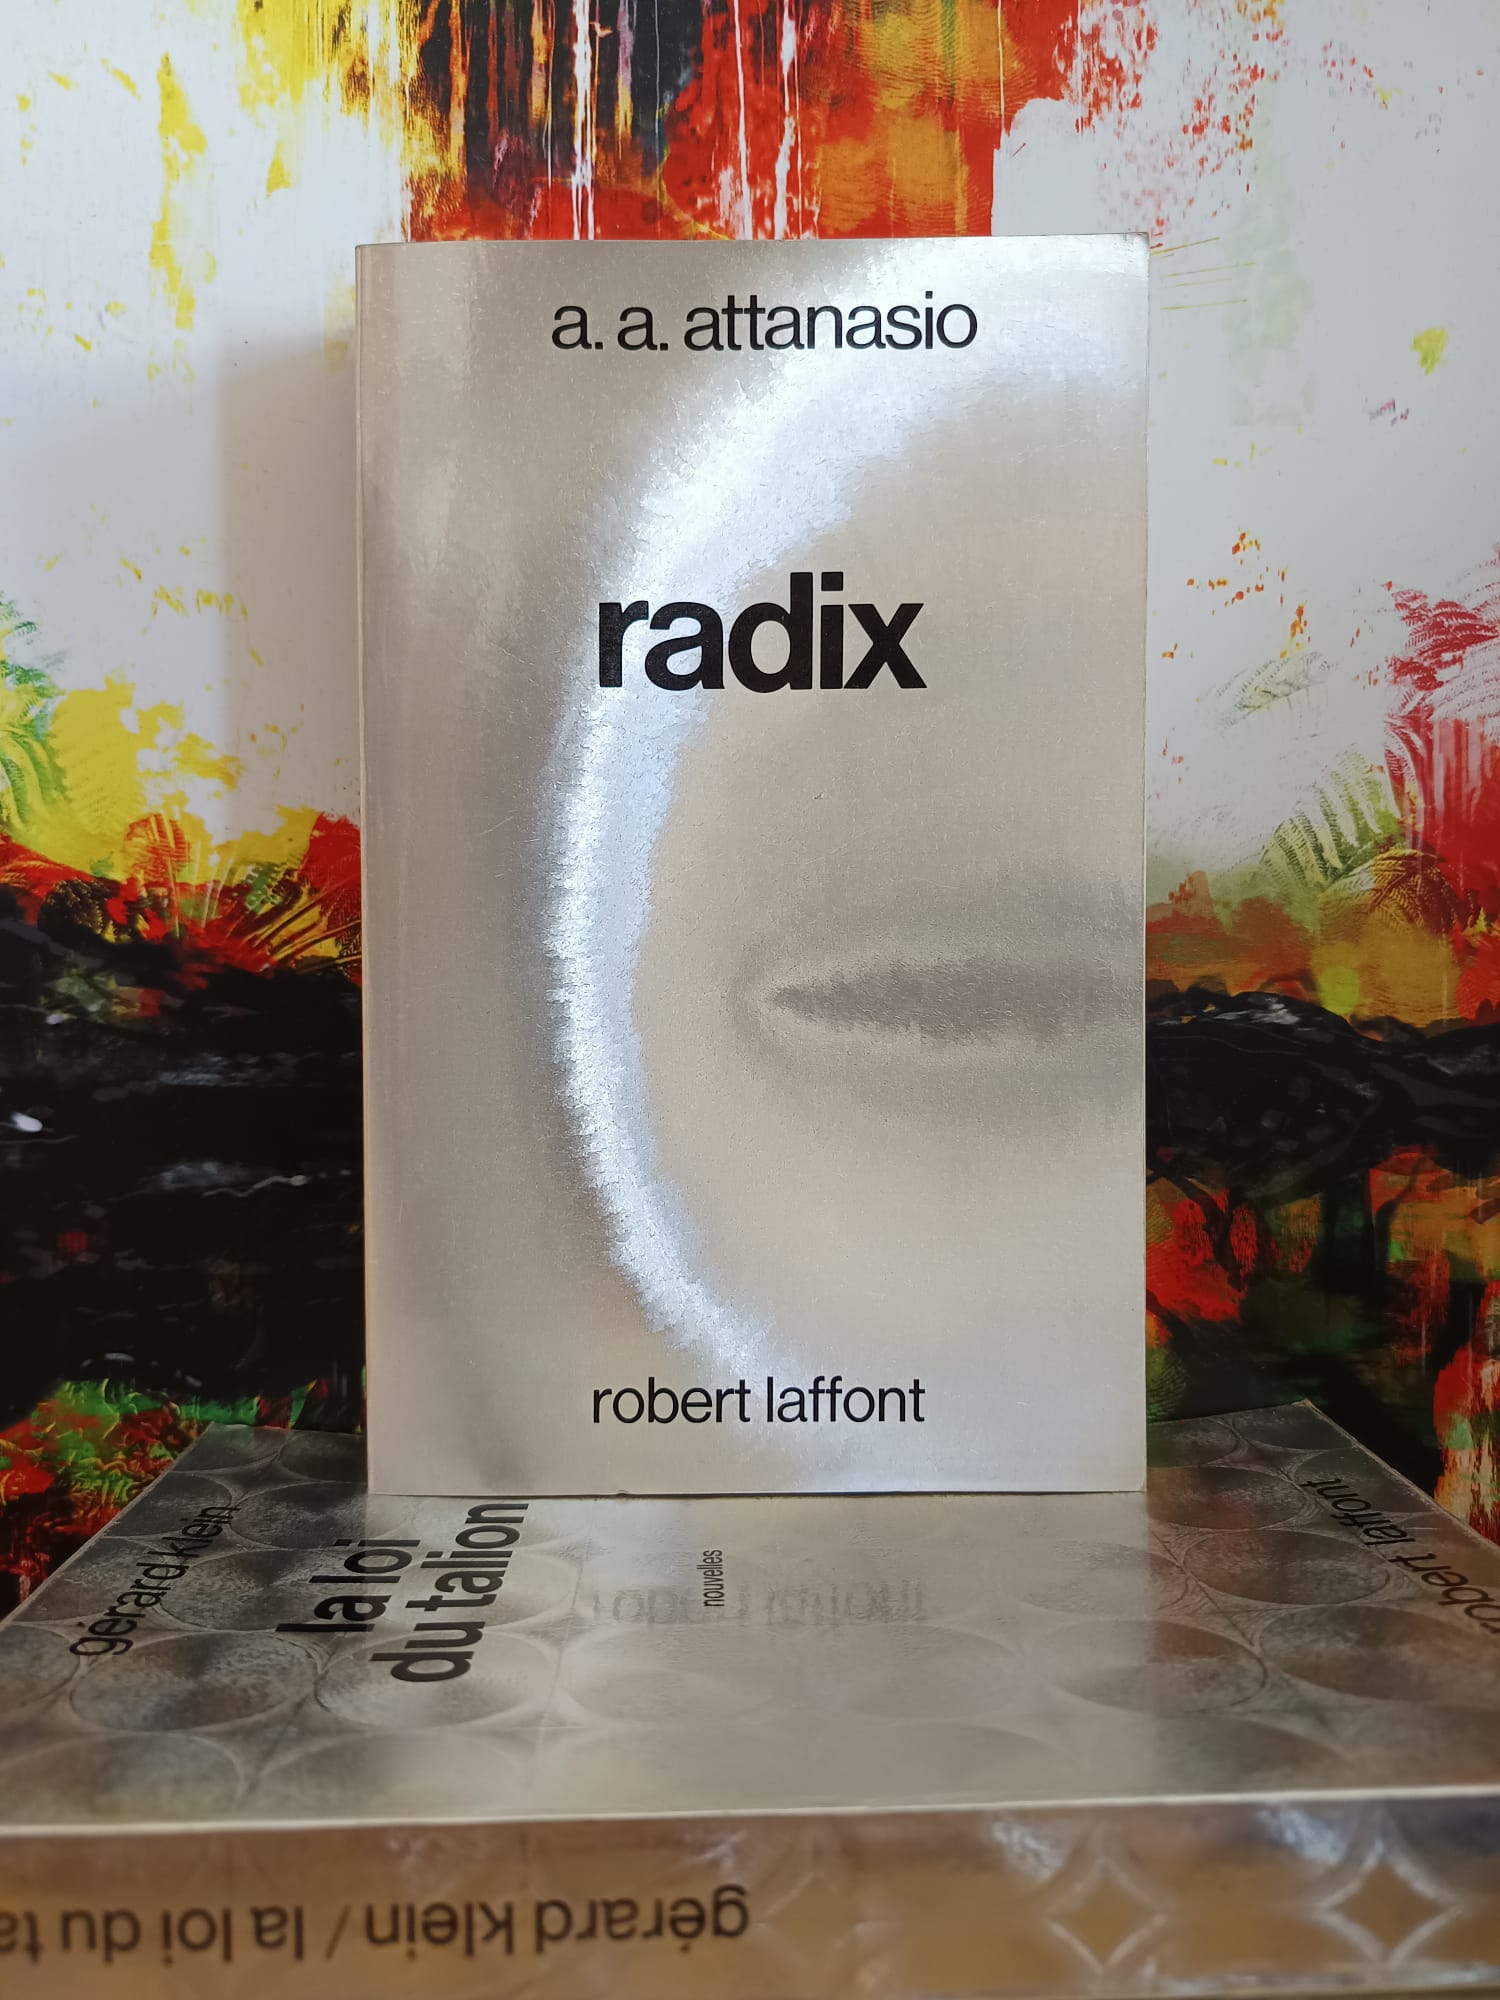 a. a. attanasio
radix
robert laffont
gérard klein
la loi
du talion
nouvelles
robert laffont
gérard klein / la loi du ta